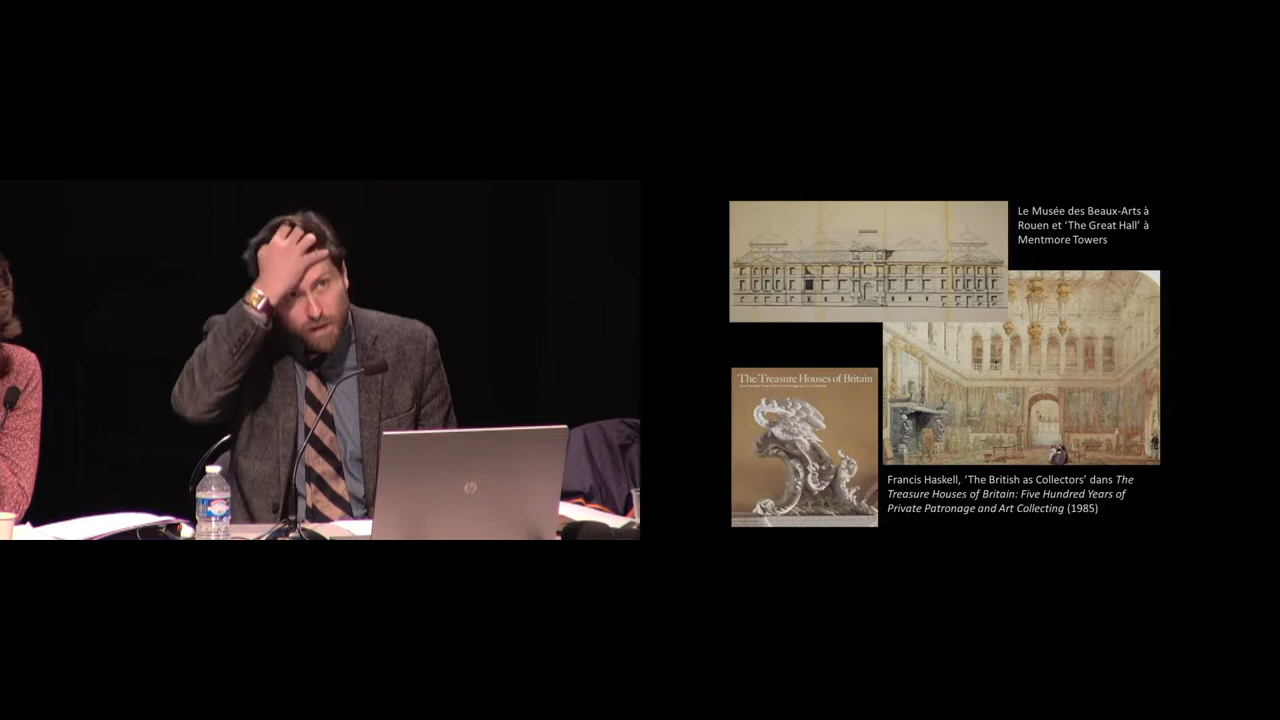 Le Musée des Beaux-Arts à
Rouen et ‘The Great Hall’ à
Mentmore Towers
The Treasure Houses of Britain
Francis Haskell, ‘The British as Collectors’ dans The
Treasure Houses of Britain: Five Hundred Years of
Private Patronage and Art Collecting (1985)
hp